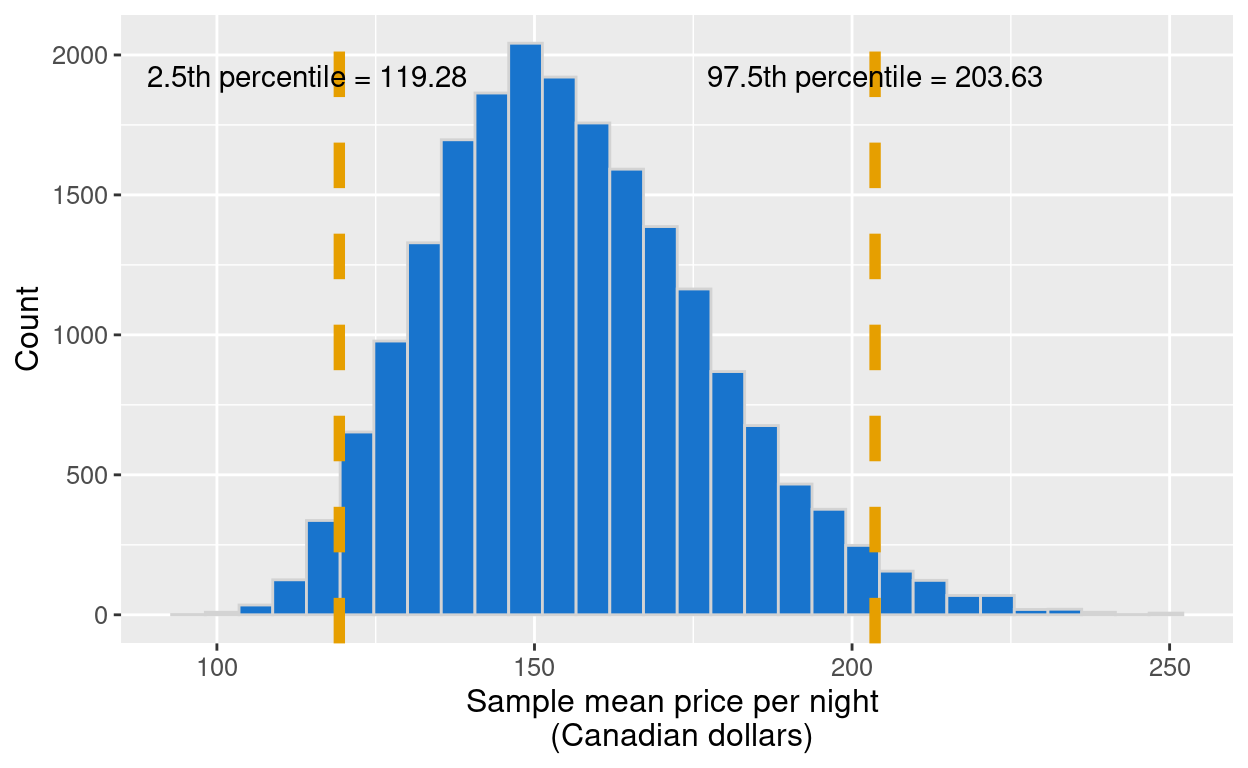 2000
1500
1000
500
0
Count
2.5th percentile = 119.28
97.5th percentile = 203.63
100
150
200
250
Sample mean price per night
(Canadian dollars)